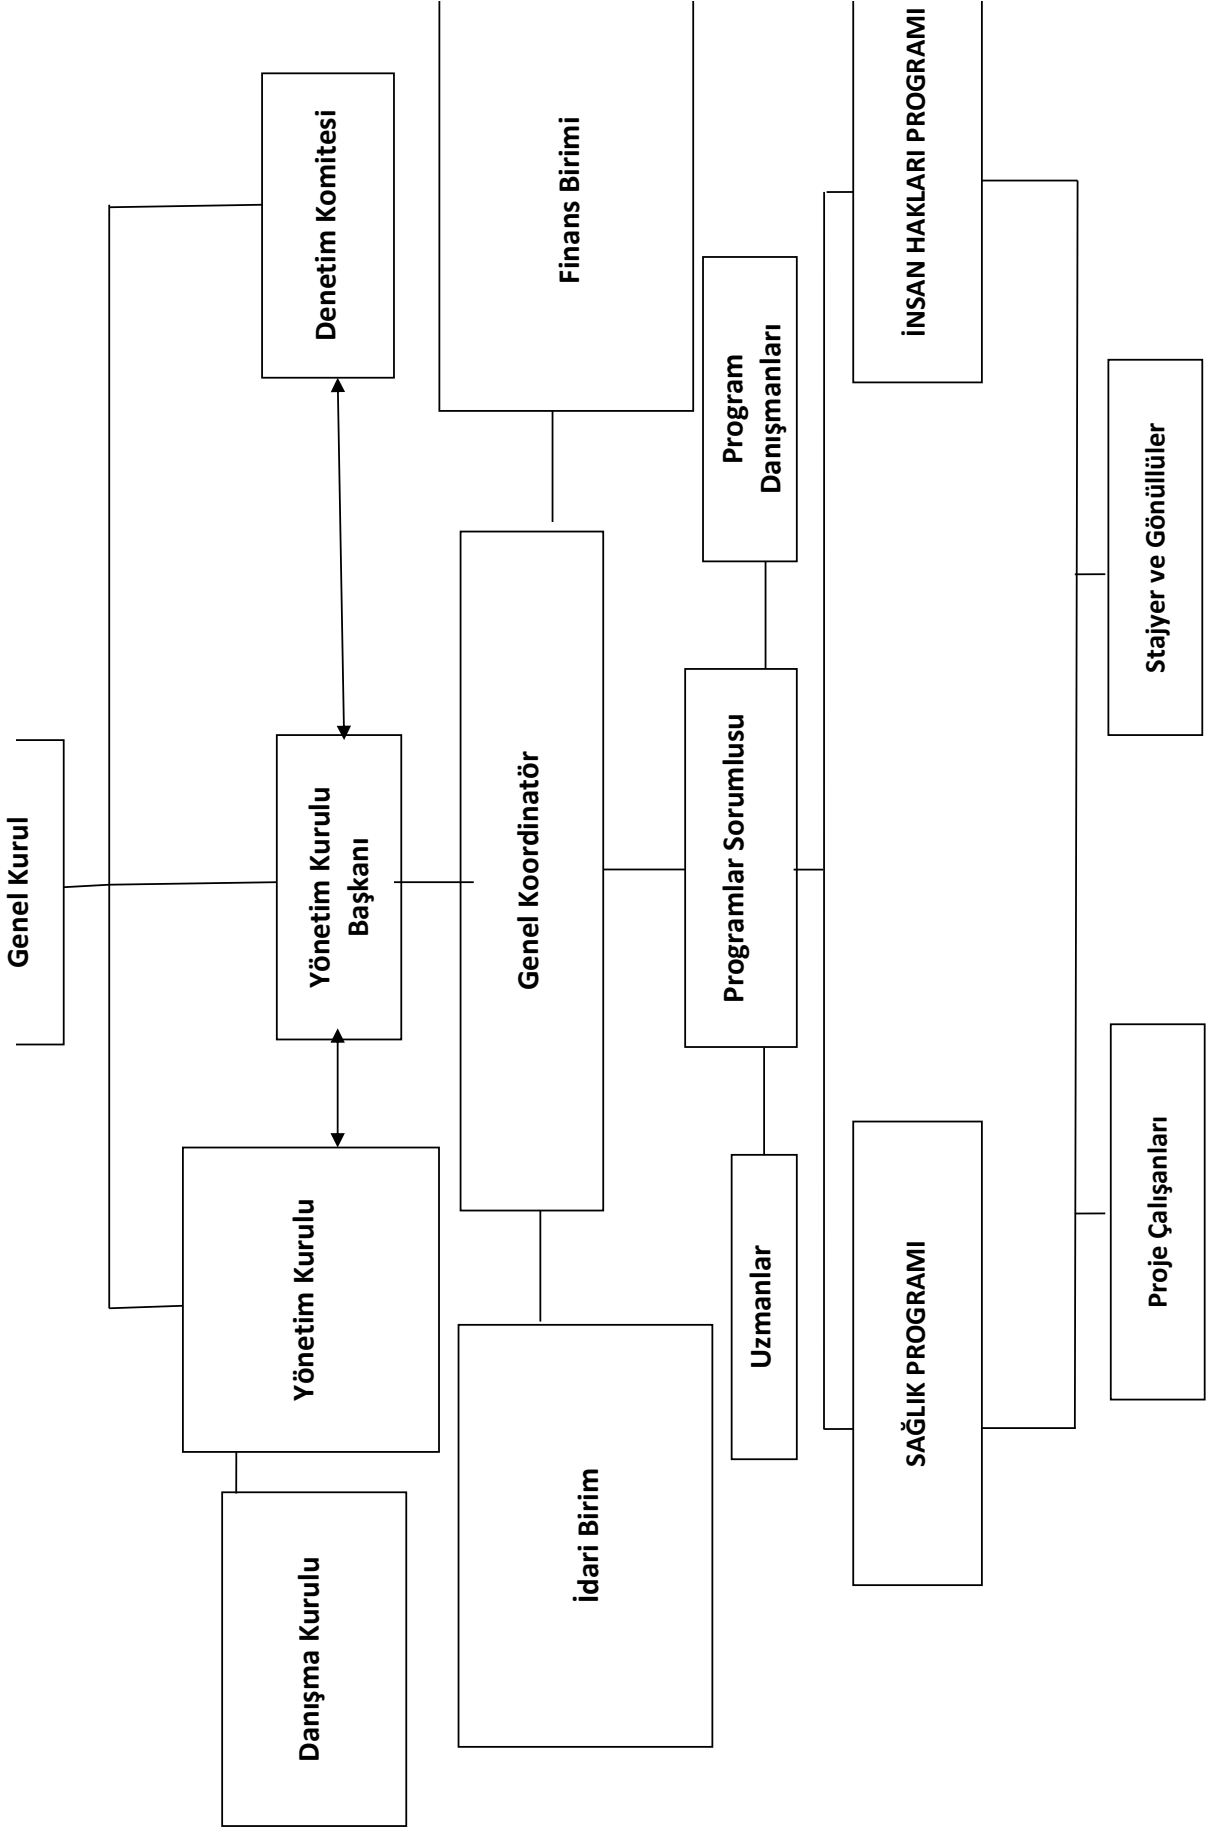 Genel Kurul
Danışma Kurulu
Yönetim Kurulu
Yönetim Kurulu
Başkanı
Denetim Komitesi
İdari Birim
Genel Koordinatör
Finans Birimi
Uzmanlar
Programlar Sorumlusu
Program
Danışmanları
SAĞLIK PROGRAMI
İNSAN HAKLARI PROGRAMI
Proje Çalışanları
Stajyer ve Gönüllüler